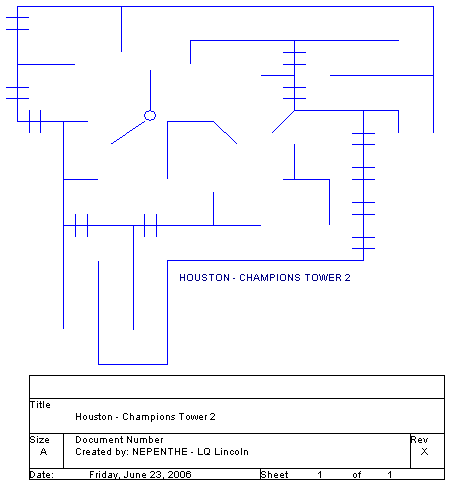 HOUSTON - CHAMPIONS TOWER 2
Title
Houston - Champions Tower 2
Size Document Number Rev
A Created by: NEPENTHE - LQ Lincoln X
Date: Friday, June 23, 2006 Sheet 1 of 1